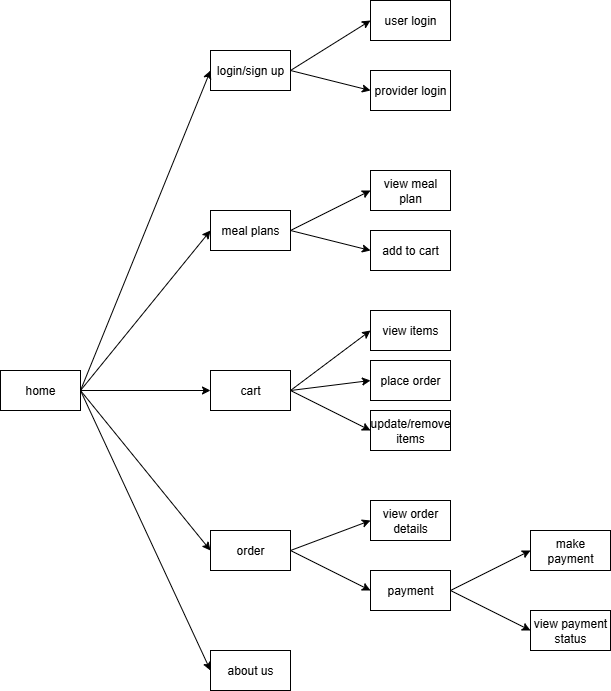 user login
login/sign up
provider login
view meal
plan
meal plans
add to cart
view items
home
cart
place order
update/remove
items
view order
details
order
make
payment
payment
view payment
status
about us